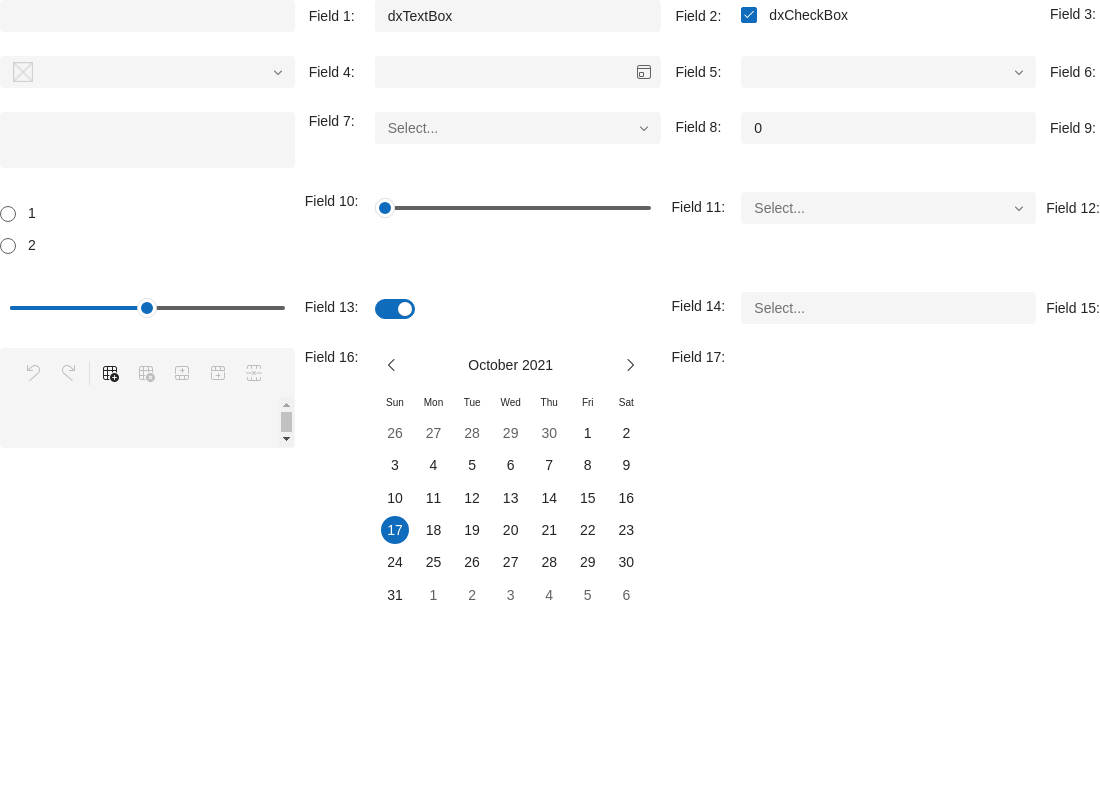 Field 1: dxTextBox Field 2: dxCheckBox Field 3:
Field 4: Field 5: Field 6:
Field 7: Select... Field 8: 0 Field 9:
1 Field 10: Field 11: Select... Field 12:
2
Field 13: Field 14: Select... Field 15:
Field 16: October 2021 Field 17:
Sun Mon Tue Wed Thu Fri Sat
26 27 28 29 30 1 2
3 4 5 6 7 8 9
10 11 12 13 14 15 16
17 18 19 20 21 22 23
24 25 26 27 28 29 30
31 1 2 3 4 5 6